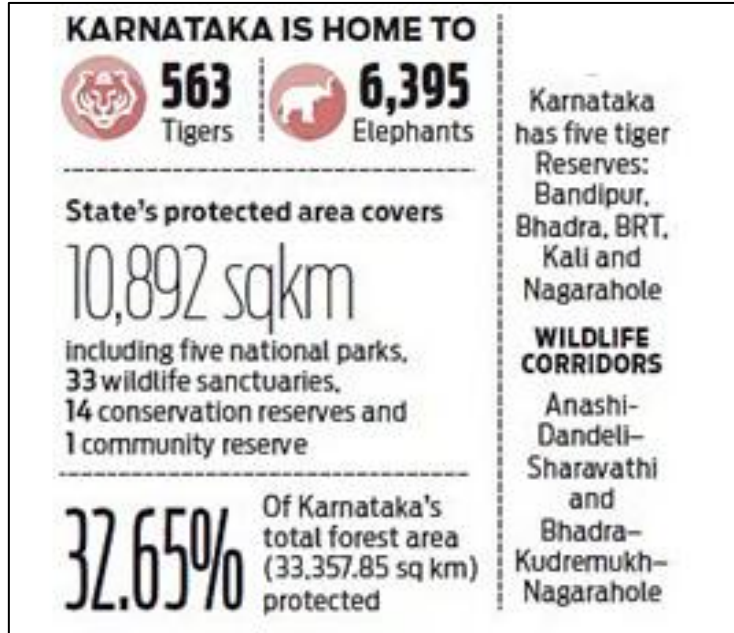 KARNATAKA IS HOME TO
563
Tigers
6,395
Elephants
State's protected area covers
10,892 sqkm
including five national parks,
33 wildlife sanctuaries,
14 conservation reserves and
1 community reserve
32.65%
Of Karnataka's
total forest area
(33,357.85 sq km)
protected
Karnataka
has five tiger
Reserves:
Bandipur,
Bhadra, BRT,
Kali and
Nagarahole
WILDLIFE
CORRIDORS
Anashi-
Dandeli–
Sharavathi
and
Bhadra–
Kudremukh–
Nagarahole